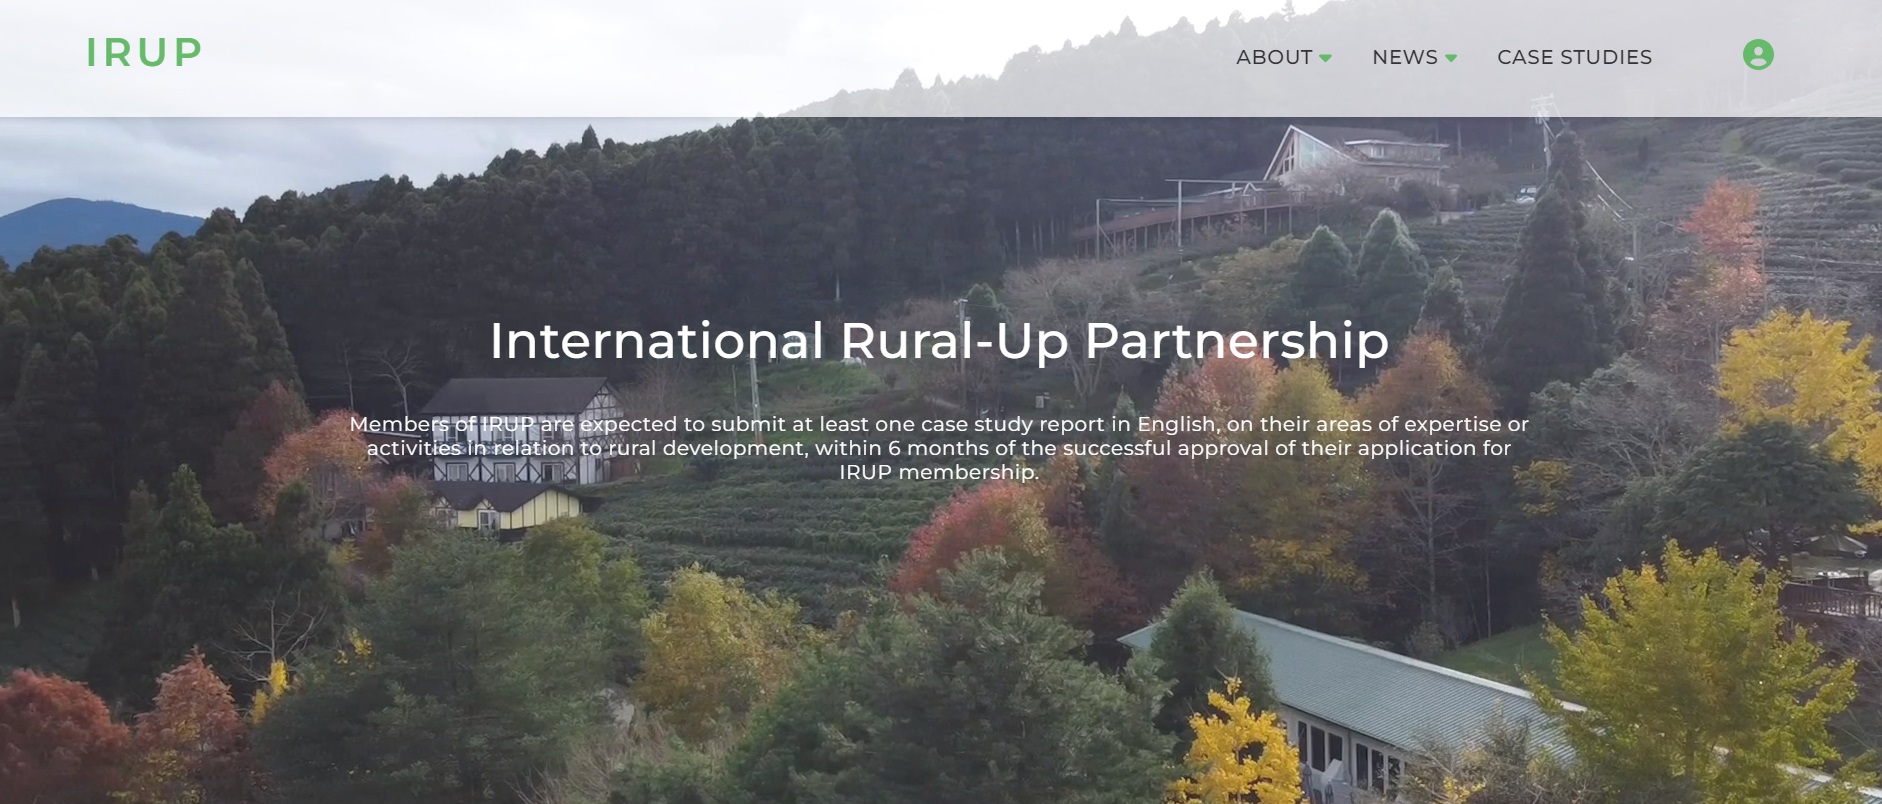 IRUP
ABOUT
NEWS
CASE STUDIES
International Rural-Up Partnership
Members of IRUP are expected to submit at least one case study report in English, on their areas of expertise or
activities in relation to rural development, within 6 months of the successful approval of their application for
IRUP membership.